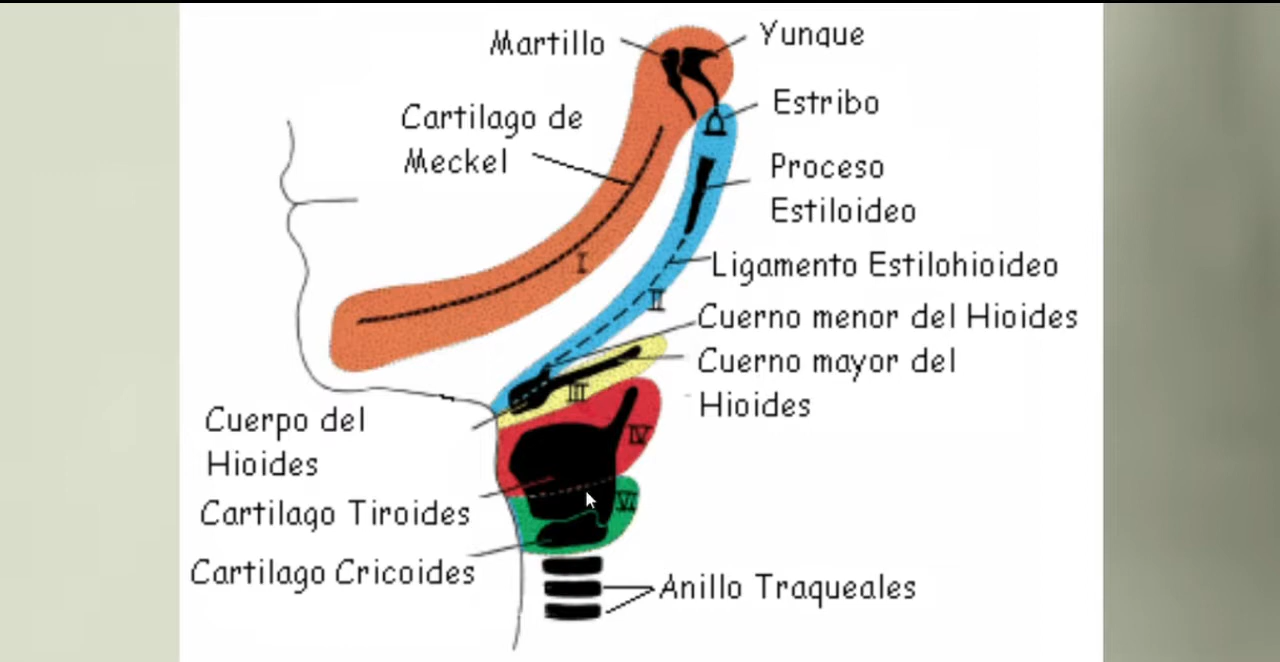 Martillo
Yunque
Estribo
Cartilago de
Meckel
Proceso
Estiloideo
I
Ligamento Estilohioideo
II
Cuerno menor del Hioides
Cuerno mayor del
Hioides
III
Cuerpo del
Hioides
IV
Cartilago Tiroides
VI
Cartilago Cricoides
Anillo Traqueales